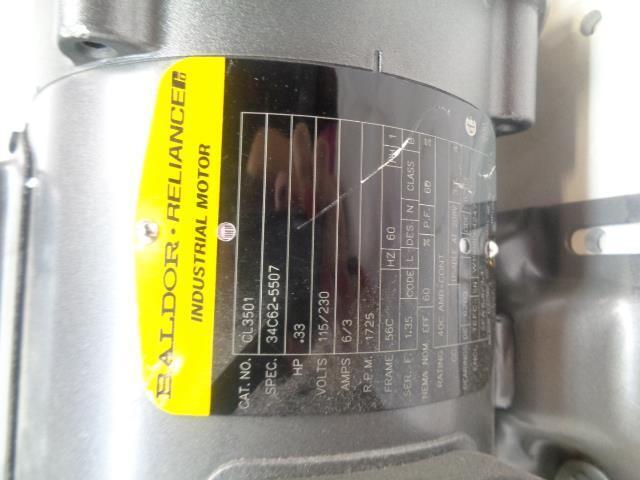 BALDOR · RELIANCE
INDUSTRIAL MOTOR
CAT. NO. CL3501
SPEC. 34C62-5507
HP .33
VOLTS 115/230
AMPS 6/3
R.P.M. 1725
FRAME 56C HZ 60 1
SER. F. 1.35 CODE L DES. N CLASS B
NEMA NOM. EFF. 60 % P.F. 60 %
RATING 40C AMB-CONT